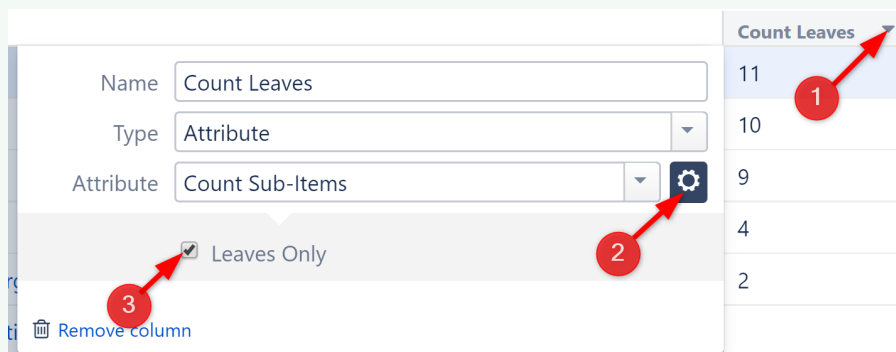 Count Leaves
1
11
10
9
4
2
Name Count Leaves
Type Attribute
Attribute Count Sub-Items
2
Leaves Only
3
Remove column